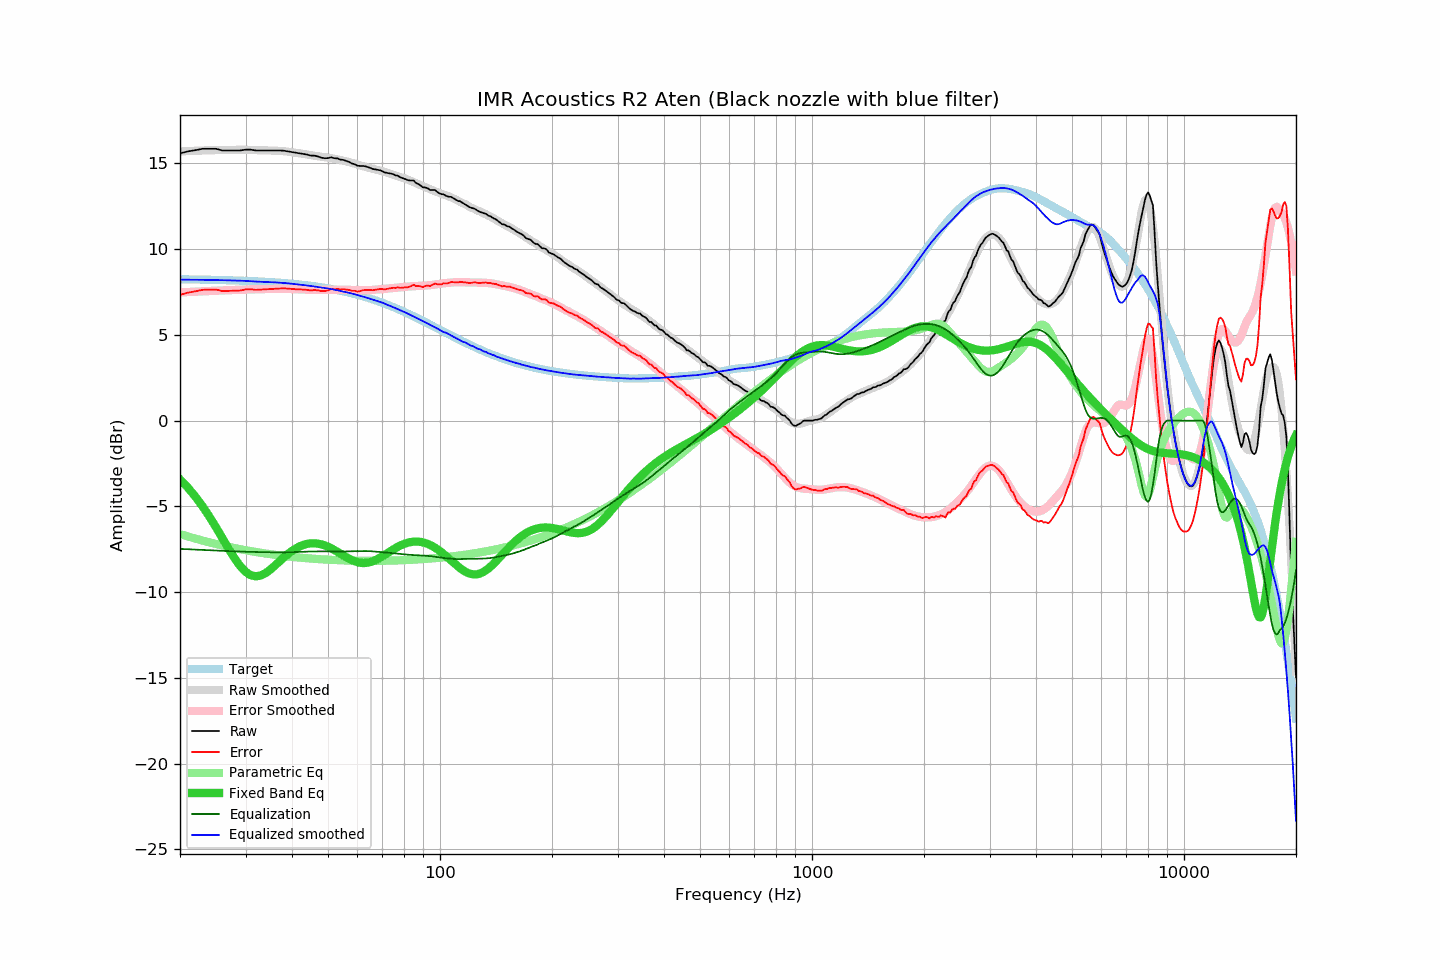 IMR Acoustics R2 Aten (Black nozzle with blue filter)
15
10
5
0
−5
−10
−15
−20
−25
Amplitude (dBr)
Target
Raw Smoothed
Error Smoothed
Raw
Error
Parametric Eq
Fixed Band Eq
Equalization
Equalized smoothed
100 1000 10000
Frequency (Hz)